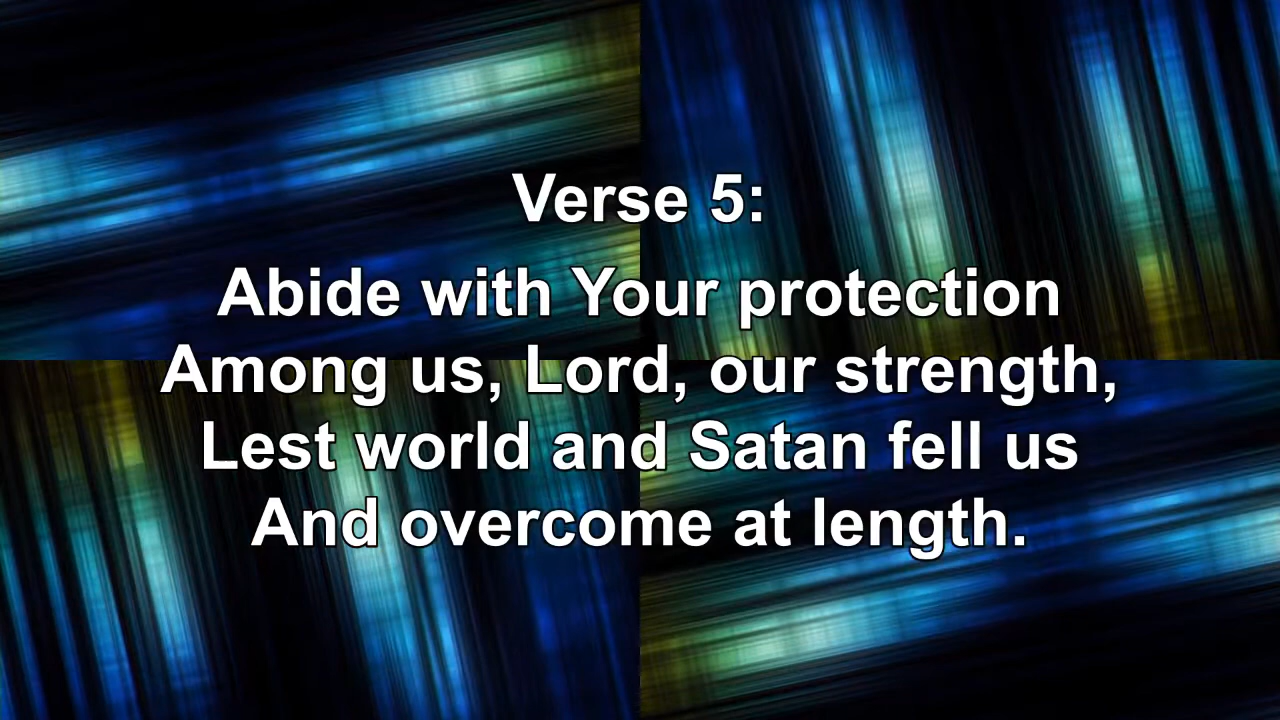 Verse 5:
Abide with Your protection
Among us, Lord, our strength,
Lest world and Satan fell us
And overcome at length.